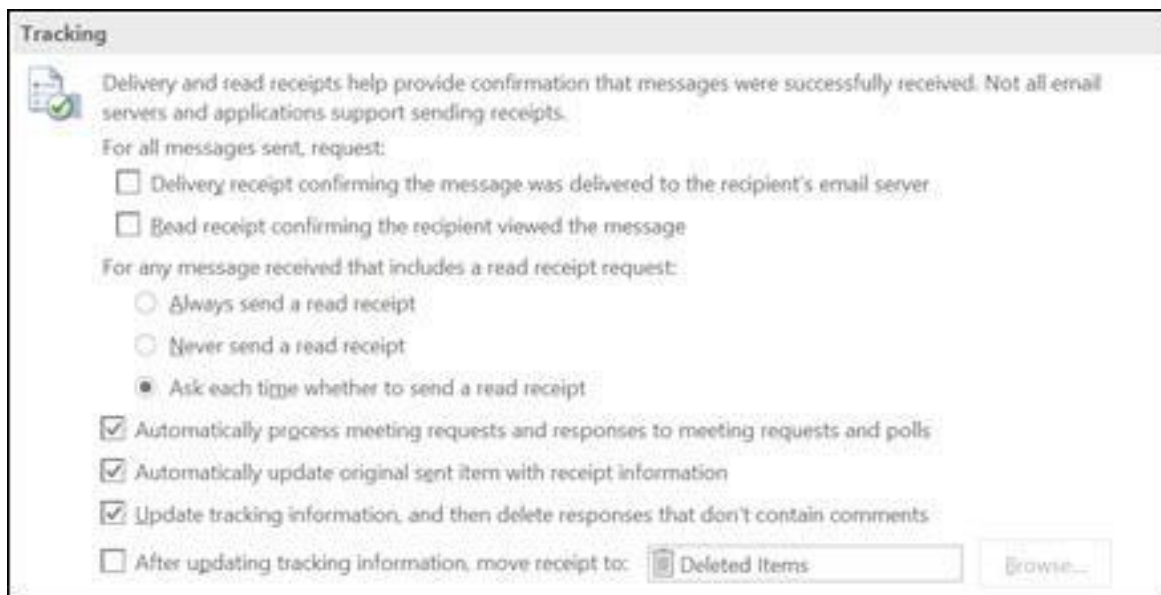 Tracking
Delivery and read receipts help provide confirmation that messages were successfully received. Not all email
servers and applications support sending receipts.
For all messages sent, request:
Delivery receipt confirming the message was delivered to the recipient's email server
Read receipt confirming the recipient viewed the message
For any message received that includes a read receipt request:
Always send a read receipt
Never send a read receipt
Ask each time whether to send a read receipt
Automatically process meeting requests and responses to meeting requests and polls
Automatically update original sent item with receipt information
Update tracking information, and then delete responses that don't contain comments
After updating tracking information, move receipt to: Deleted Items Browse...